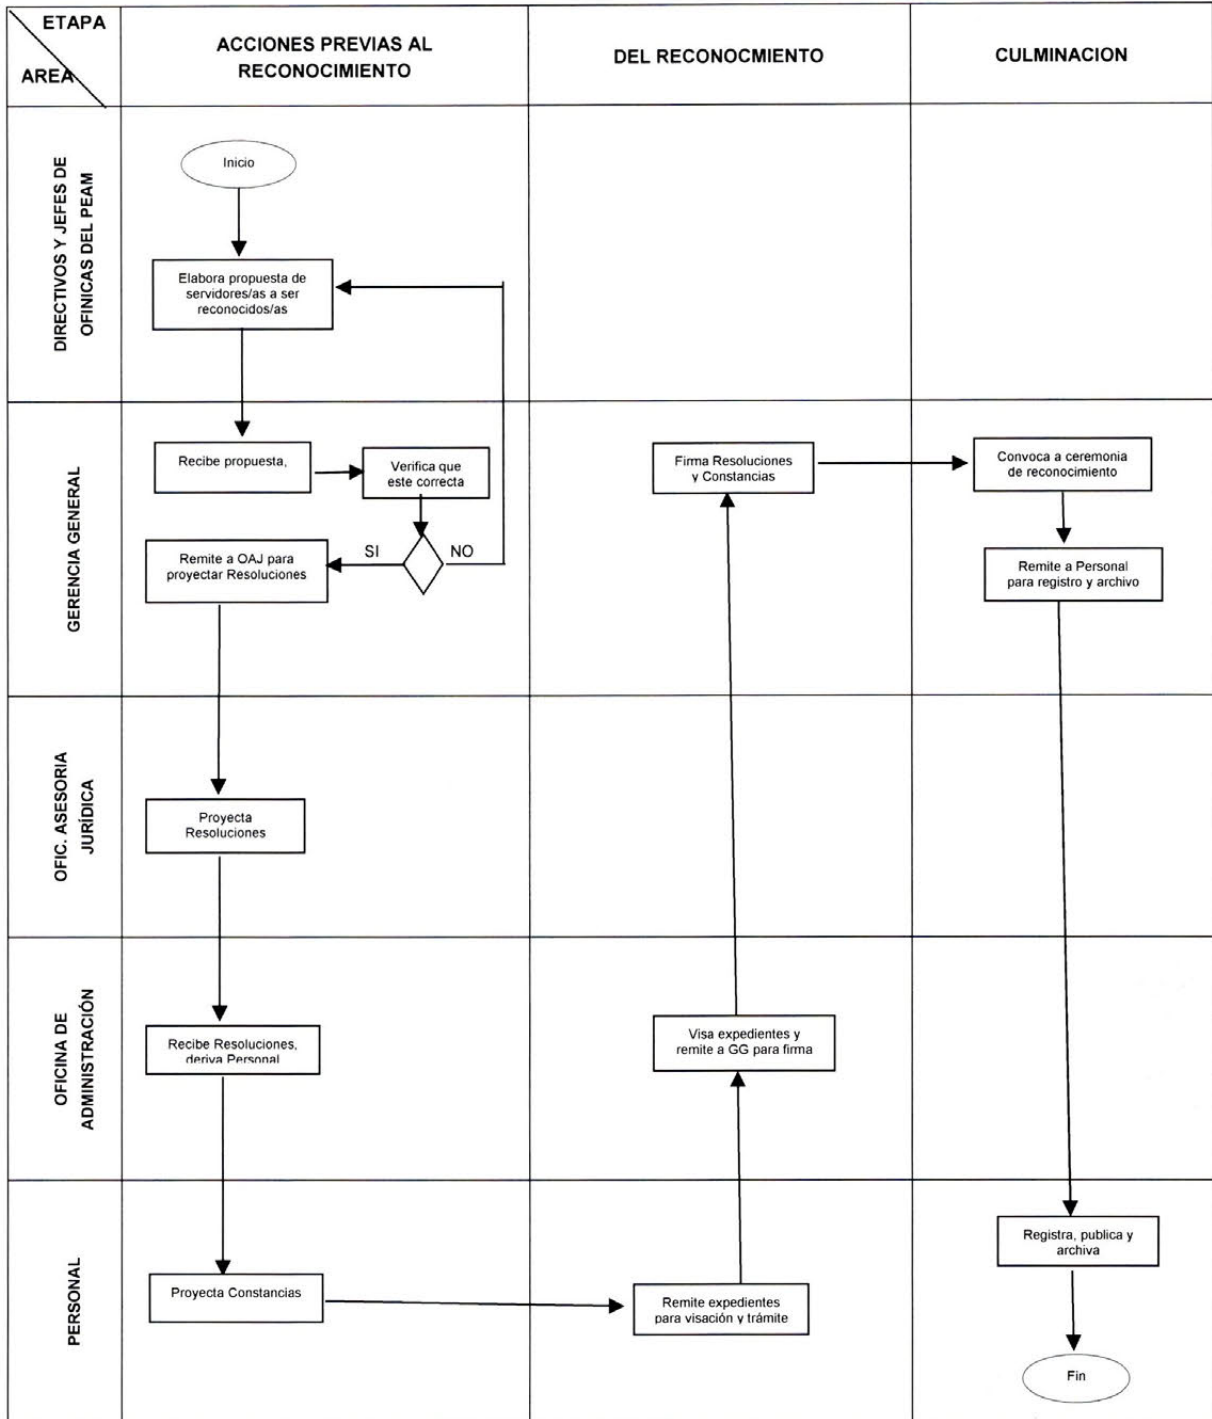 ETAPA
AREA
ACCIONES PREVIAS AL
RECONOCIMIENTO
DEL RECONOCMIENTO
CULMINACION
DIRECTIVOS Y JEFES DE
OFINICAS DEL PEAM
Inicio
Elabora propuesta de
servidores/as a ser
reconocidos/as
GERENCIA GENERAL
Recibe propuesta,
Verifica que
este correcta
SI
NO
Remite a OAJ para
proyectar Resoluciones
Firma Resoluciones
y Constancias
Convoca a ceremonia
de reconocimiento
Remite a Personal
para registro y archivo
OFIC. ASESORIA
JURÍDICA
Proyecta
Resoluciones
OFICINA DE
ADMINISTRACIÓN
Recibe Resoluciones,
deriva Personal
Visa expedientes y
remite a GG para firma
PERSONAL
Proyecta Constancias
Remite expedientes
para visación y trámite
Registra, publica y
archiva
Fin